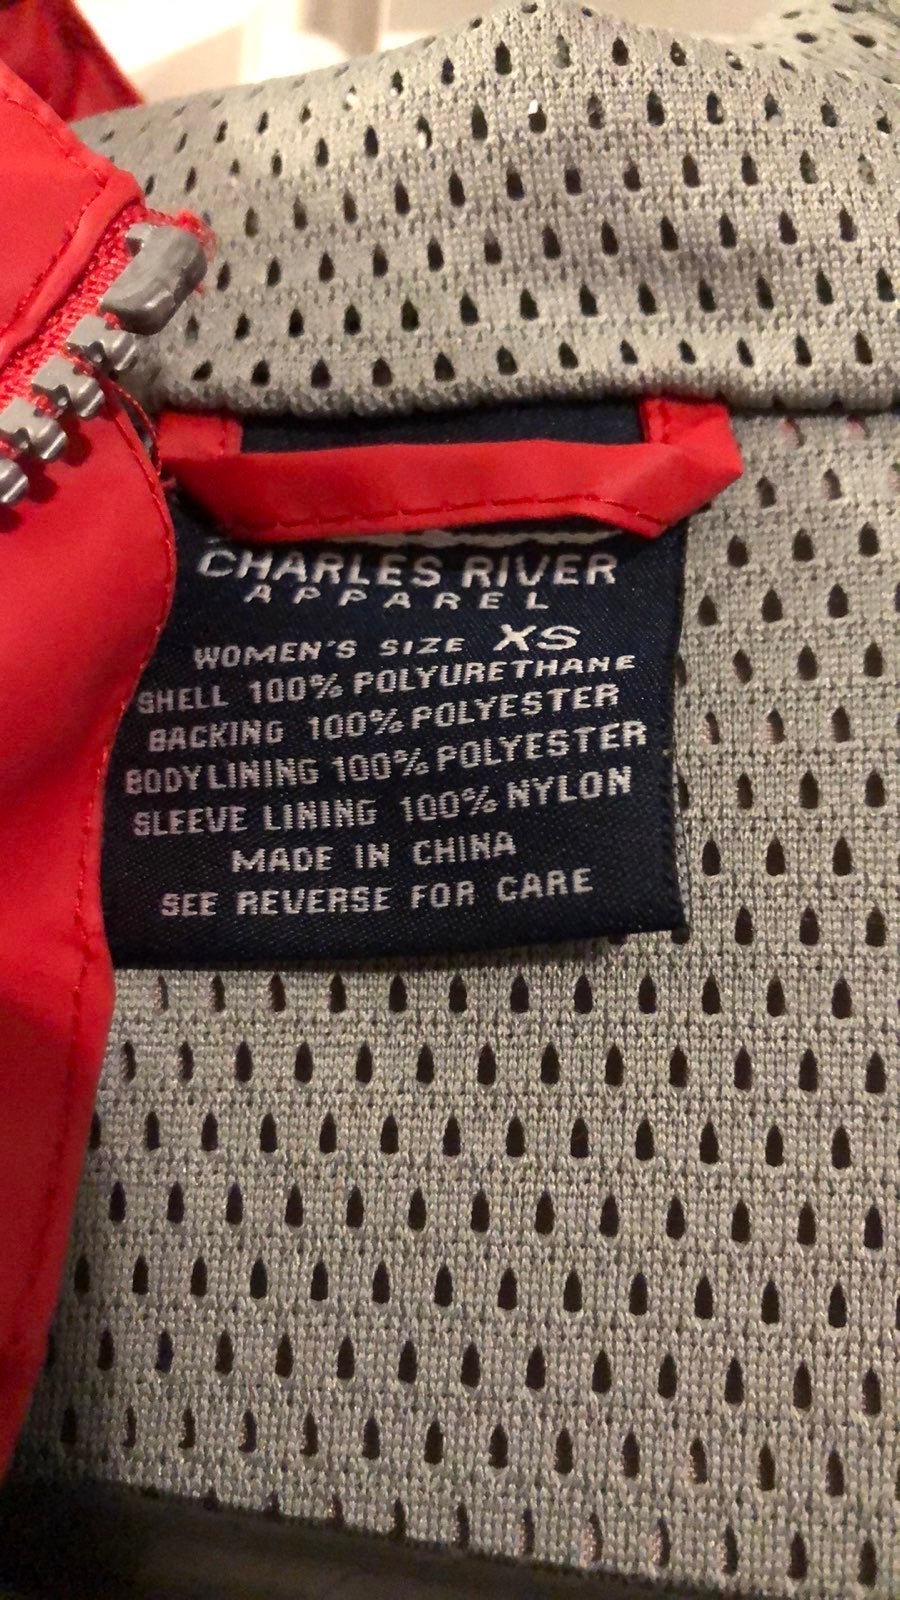 CHARLES RIVER
APPAREL
WOMEN'S SIZE XS
SHELL 100% POLYURETHANE
BACKING 100% POLYESTER
BODY LINING 100% POLYESTER
SLEEVE LINING 100% NYLON
MADE IN CHINA
SEE REVERSE FOR CARE